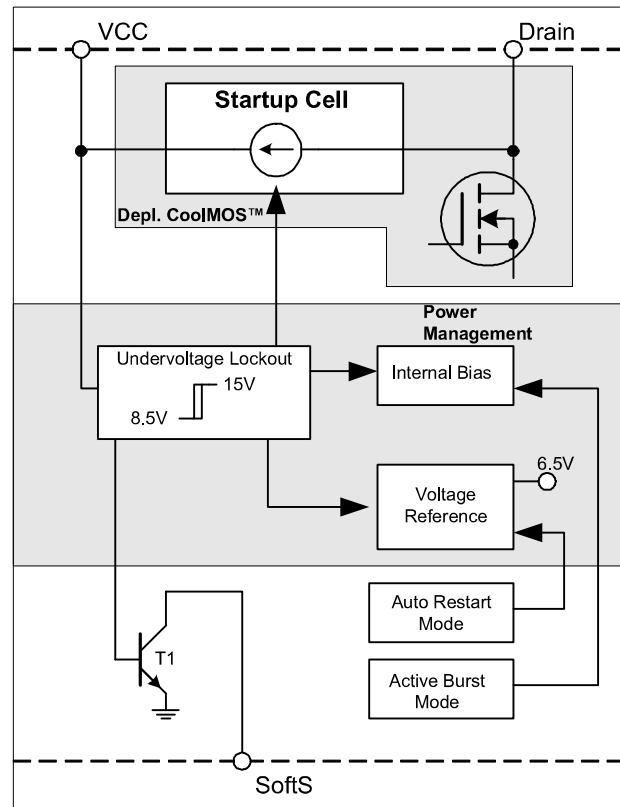 VCC
Drain
Startup Cell
Depl. CoolMOS™
Power
Management
Undervoltage Lockout
15V
8.5V
Internal Bias
6.5V
Voltage
Reference
Auto Restart
Mode
T1
Active Burst
Mode
SoftS